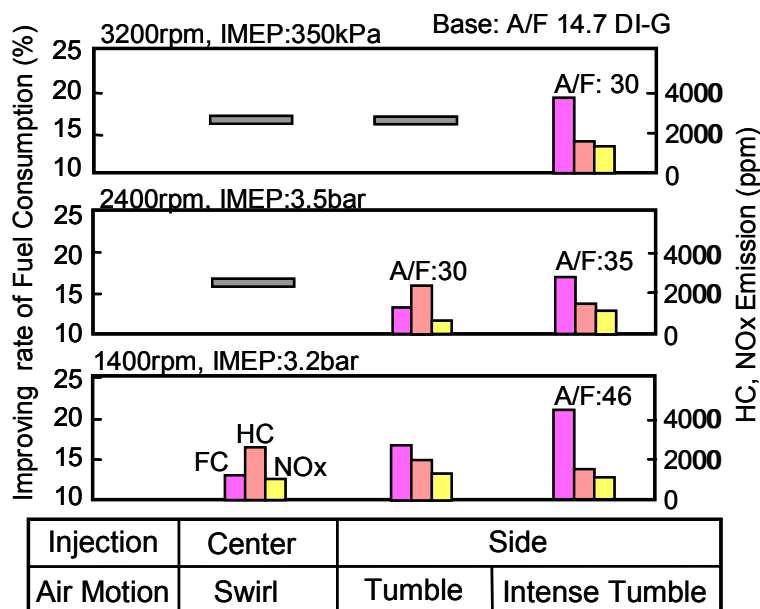 3200rpm, IMEP:350kPa
Base: A/F 14.7 DI-G
Improving rate of Fuel Consumption (%)
HC, NOx Emission (ppm)
25
20
15
10
A/F: 30
4000
2000
0
2400rpm, IMEP:3.5bar
25
20
15
10
A/F:30
A/F:35
4000
2000
0
1400rpm, IMEP:3.2bar
25
20
15
10
FC
HC
NOx
A/F:46
4000
2000
0
Injection Center Side
Air Motion Swirl Tumble Intense Tumble